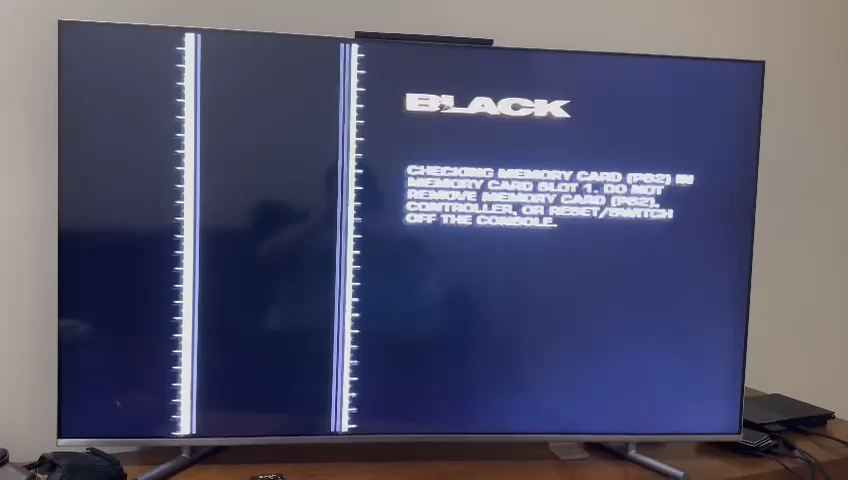 BLACK
CHECKING MEMORY CARD (PS2) IN
MEMORY CARD SLOT 1. DO NOT
REMOVE MEMORY CARD (PS2),
CONTROLLER, OR RESET/SWITCH
OFF THE CONSOLE.